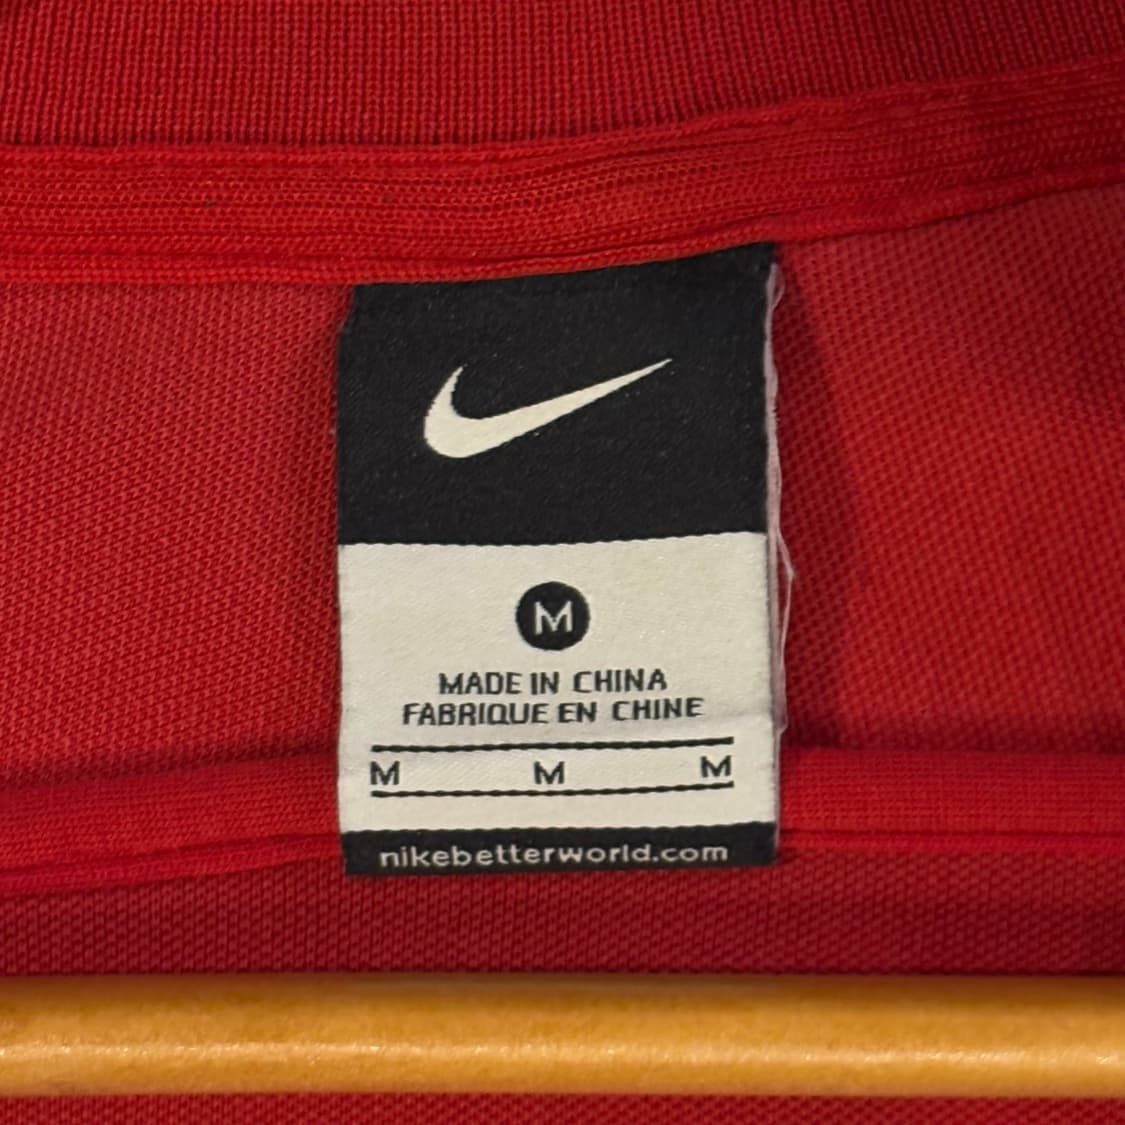 M
MADE IN CHINA
FABRIQUE EN CHINE
M M M
nikebetterworld.com